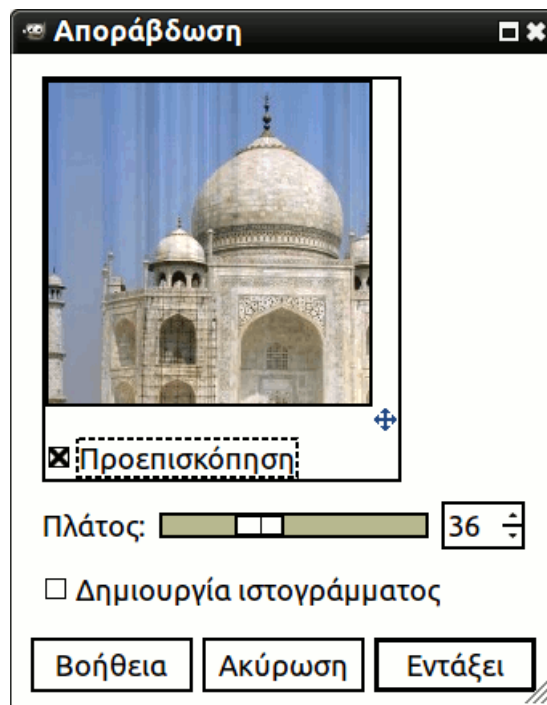 Αποράβδωση
Προεπισκόπηση
Πλάτος: 36
Δημιουργία ιστογράμματος
Βοήθεια Ακύρωση Εντάξει